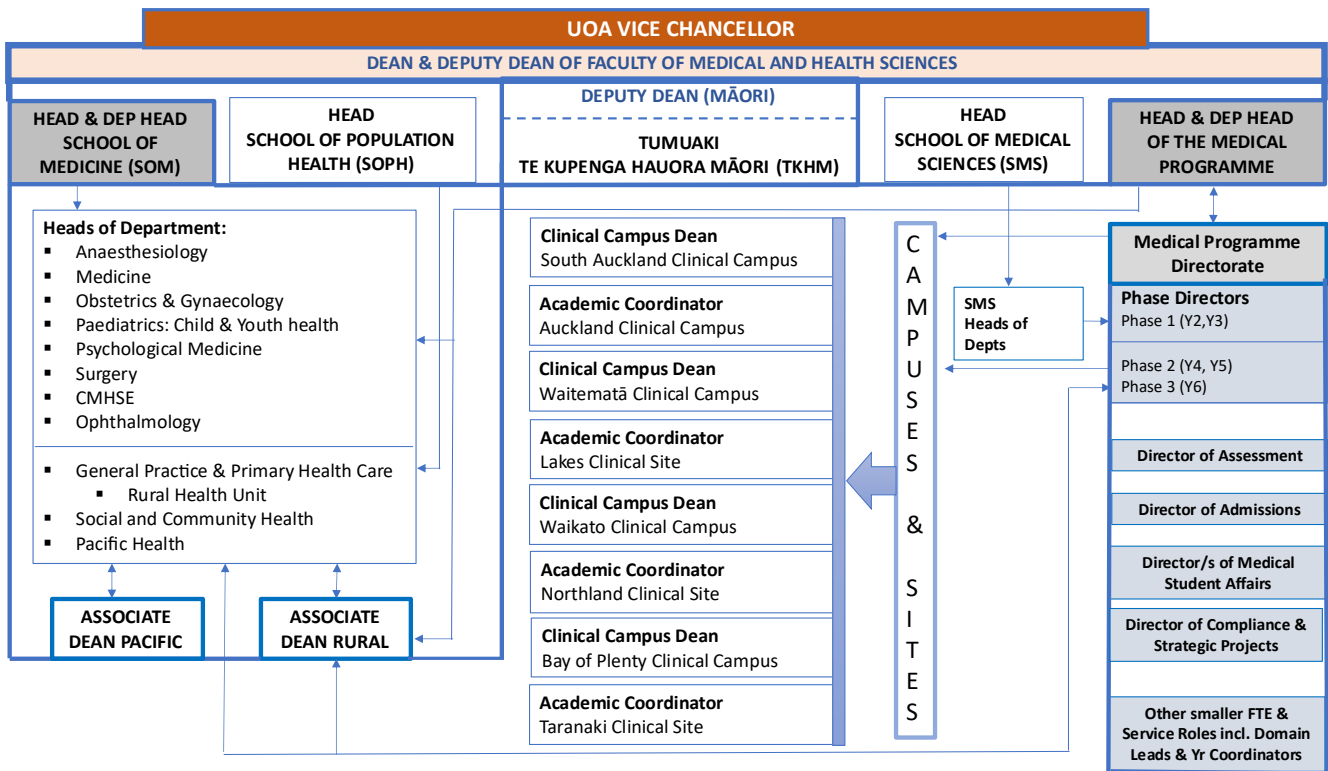 UOA VICE CHANCELLOR
DEAN & DEPUTY DEAN OF FACULTY OF MEDICAL AND HEALTH SCIENCES
HEAD & DEP HEAD
SCHOOL OF
MEDICINE (SOM)
HEAD
SCHOOL OF POPULATION
HEALTH (SOPH)
DEPUTY DEAN (MĀORI)
TUMUAKI
TE KUPENGA HAUORA MĀORI (TKHM)
HEAD
SCHOOL OF MEDICAL
SCIENCES (SMS)
HEAD & DEP HEAD
OF THE MEDICAL
PROGRAMME
Heads of Department:
▪ Anaesthesiology
▪ Medicine
▪ Obstetrics & Gynaecology
▪ Paediatrics: Child & Youth health
▪ Psychological Medicine
▪ Surgery
▪ CMHSE
▪ Ophthalmology
▪ General Practice & Primary Health Care
▪ Rural Health Unit
▪ Social and Community Health
▪ Pacific Health
ASSOCIATE
DEAN PACIFIC
ASSOCIATE
DEAN RURAL
Clinical Campus Dean
South Auckland Clinical Campus
Academic Coordinator
Auckland Clinical Campus
Clinical Campus Dean
Waitematā Clinical Campus
Academic Coordinator
Lakes Clinical Site
Clinical Campus Dean
Waikato Clinical Campus
Academic Coordinator
Northland Clinical Site
Clinical Campus Dean
Bay of Plenty Clinical Campus
Academic Coordinator
Taranaki Clinical Site
CAMPUSES & SITES
SMS
Heads of
Depts
Medical Programme
Directorate
Phase Directors
Phase 1 (Y2,Y3)
Phase 2 (Y4, Y5)
Phase 3 (Y6)
Director of Assessment
Director of Admissions
Director/s of Medical
Student Affairs
Director of Compliance &
Strategic Projects
Other smaller FTE &
Service Roles incl. Domain
Leads & Yr Coordinators